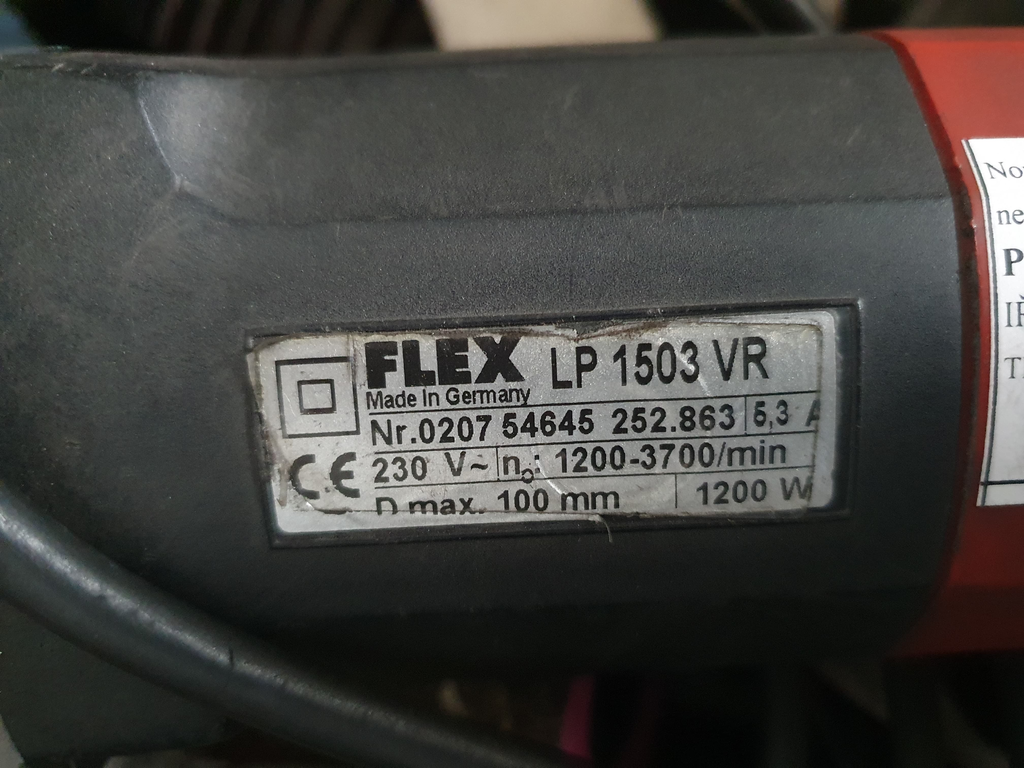 FLEX LP 1503 VR
Made In Germany
Nr.0207 54645 252.863 5,3 A
CE 230 V~ n₀: 1200-3700/min
D max. 100 mm 1200 W
ne
P